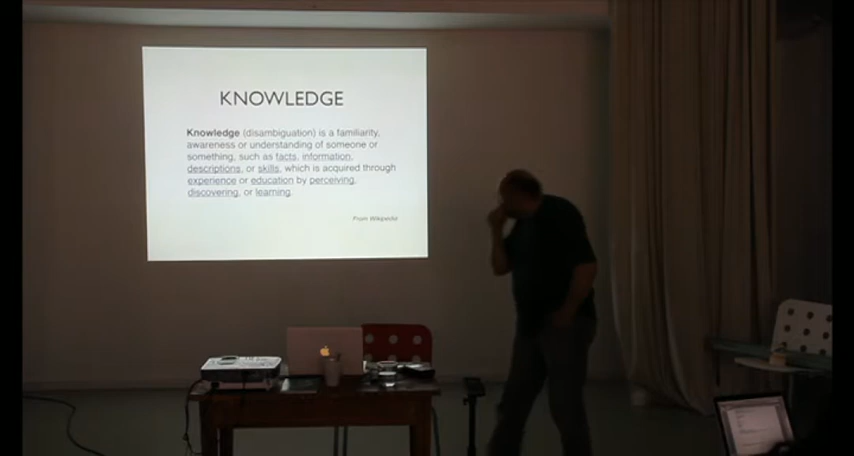 KNOWLEDGE
Knowledge (disambiguation) is a familiarity,
awareness or understanding of someone or
something, such as facts, information,
descriptions, or skills, which is acquired through
experience or education by perceiving,
discovering, or learning.
From Wikipedia